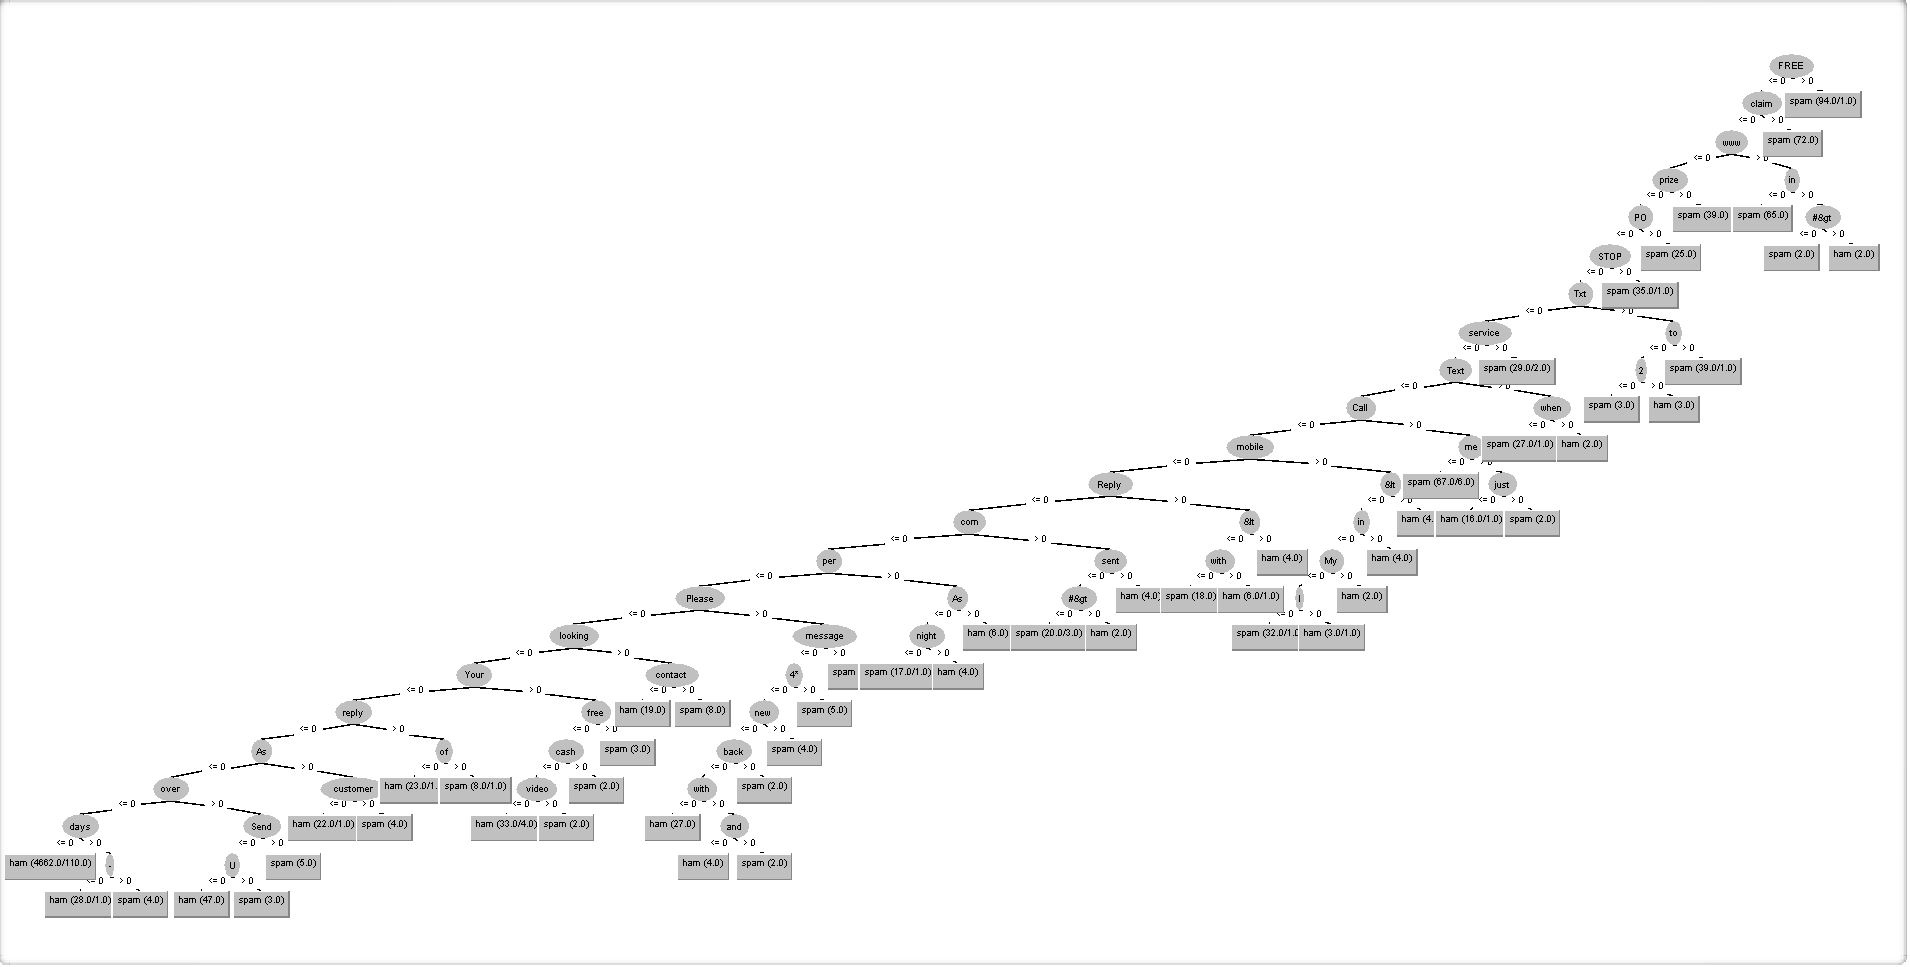 FREE
<= 0 > 0
claim spam (94.0/1.0)
<= 0 > 0
www spam (72.0)
<= 0 > 0
prize in
<= 0 > 0 <= 0 > 0
PO spam (39.0) spam (65.0) #&gt
<= 0 > 0 <= 0 > 0
STOP spam (25.0) spam (2.0) ham (2.0)
<= 0 > 0
Txt spam (35.0/1.0)
<= 0 > 0
service to
<= 0 > 0 <= 0 > 0
Text spam (29.0/2.0) 2 spam (39.0/1.0)
<= 0 > 0 <= 0 > 0
Call when spam (3.0) ham (3.0)
<= 0 > 0 <= 0 > 0
mobile me spam (27.0/1.0) ham (2.0)
<= 0 > 0 <= 0 > 0
Reply &lt spam (67.0/6.0) just
<= 0 > 0 <= 0 > 0 <= 0 > 0
com &lt in ham (4. ham (16.0/1.0) spam (2.0)
<= 0 > 0 <= 0 > 0 <= 0 > 0
per sent with ham (4.0) My ham (4.0)
<= 0 > 0 <= 0 > 0 <= 0 > 0 <= 0 > 0
Please As #&gt ham (4.0) spam (18.0) ham (6.0/1.0) I ham (2.0)
<= 0 > 0 <= 0 > 0 <= 0 > 0 <= 0 > 0
looking message night ham (6.0) spam (20.0/3.0) ham (2.0) spam (32.0/1.0 ham (3.0/1.0)
<= 0 > 0 <= 0 > 0 <= 0 > 0
Your contact 4* spam spam (17.0/1.0) ham (4.0)
<= 0 > 0 <= 0 > 0 <= 0 > 0
reply free ham (19.0) spam (8.0) new spam (5.0)
<= 0 > 0 <= 0 > 0 <= 0 > 0
As of cash spam (3.0) back spam (4.0)
<= 0 > 0 <= 0 > 0 <= 0 > 0 <= 0 > 0
over customer ham (23.0/1. spam (8.0/1.0) video spam (2.0) with spam (2.0)
<= 0 > 0 <= 0 > 0 <= 0 > 0 <= 0 > 0
days Send ham (22.0/1.0) spam (4.0) ham (33.0/4.0) spam (2.0) ham (27.0) and
<= 0 > 0 <= 0 > 0 <= 0 > 0
ham (4662.0/110.0) - U spam (5.0) ham (4.0) spam (2.0)
<= 0 > 0 <= 0 > 0
ham (28.0/1.0) spam (4.0) ham (47.0) spam (3.0)